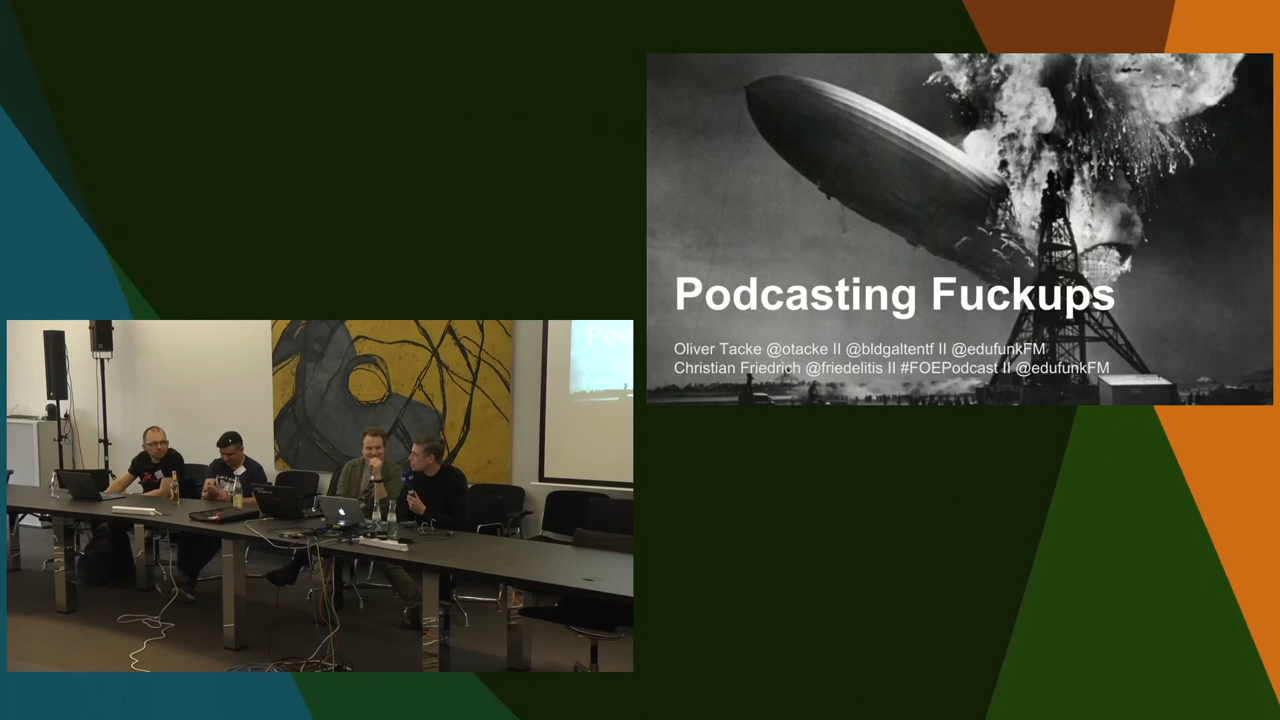 Podcasting Fuckups
Oliver Tacke @otacke II @bldgaltentf II @edufunkFM
Christian Friedrich @friedelitis II #FOEPodcast II @edufunkFM